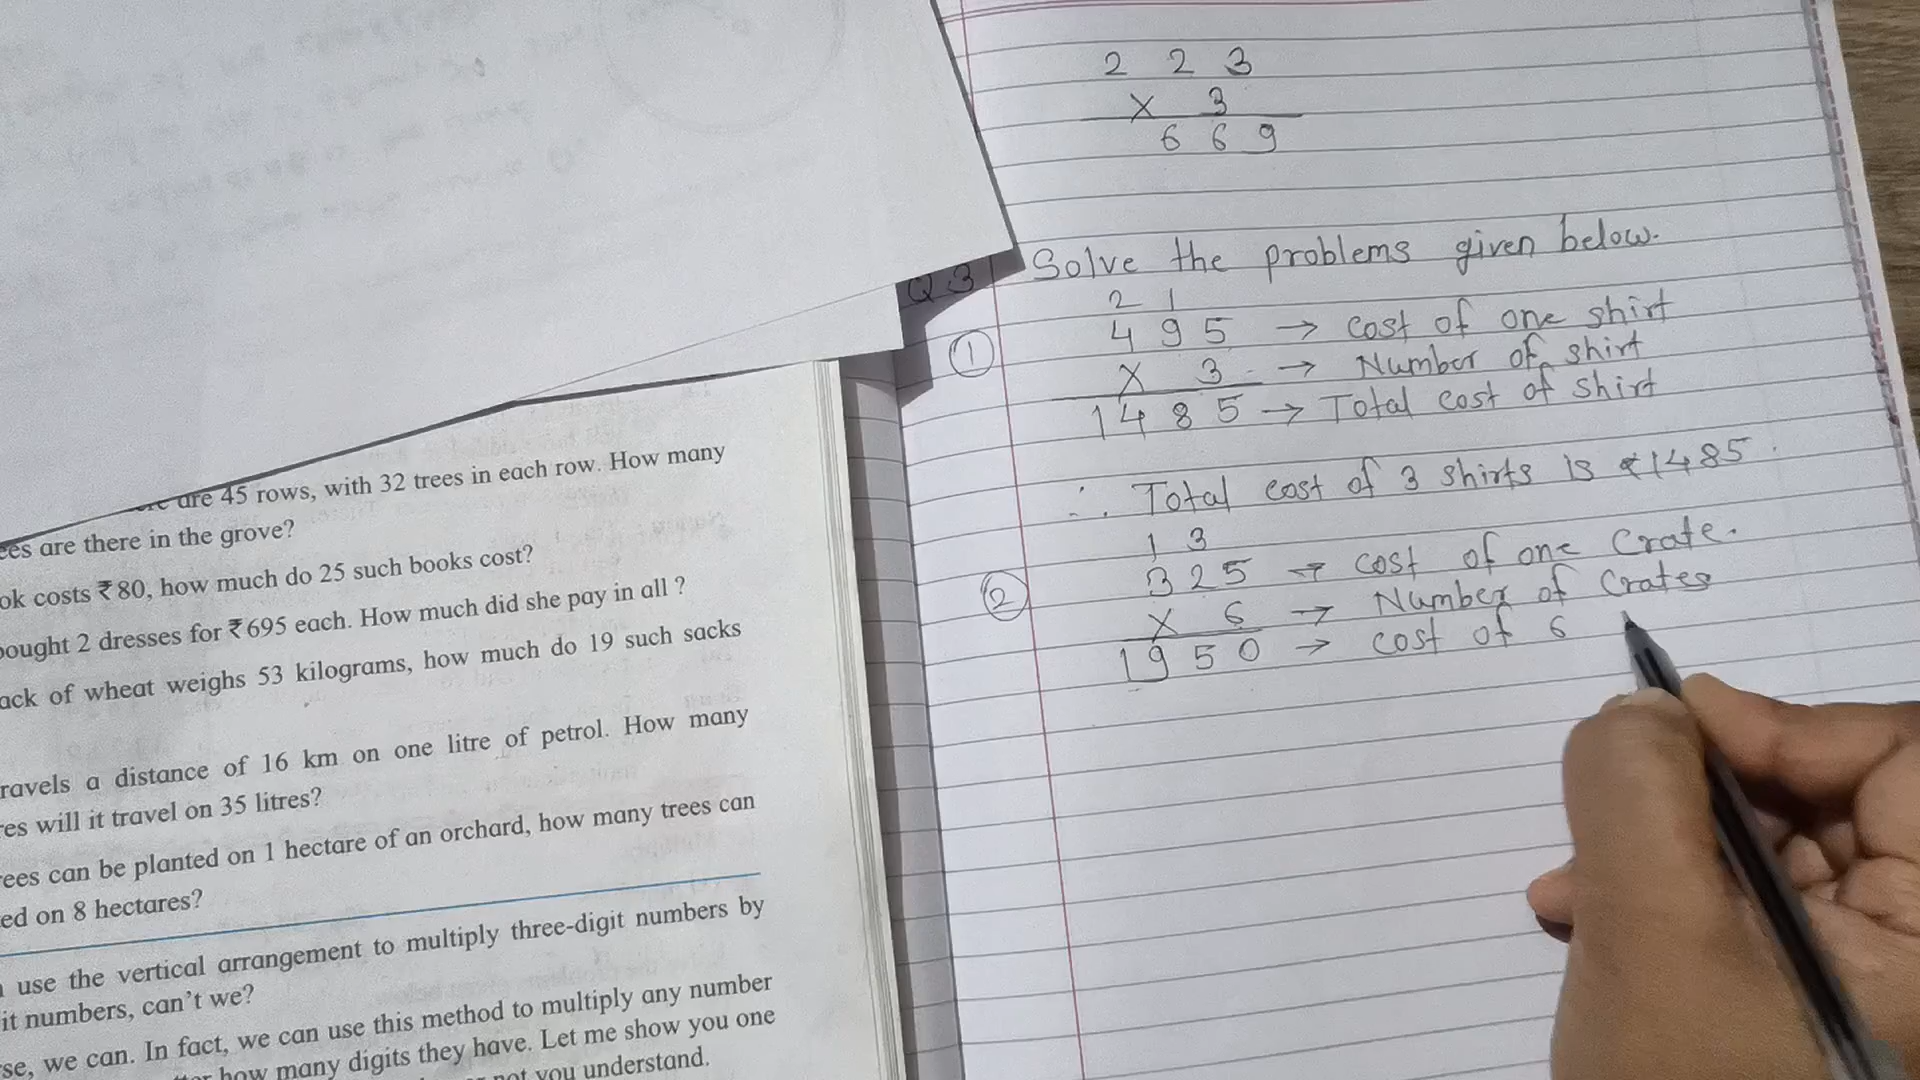 are 45 rows, with 32 trees in each row. How many
ees are there in the grove?
ok costs ₹80, how much do 25 such books cost?
bought 2 dresses for ₹695 each. How much did she pay in all ?
ack of wheat weighs 53 kilograms, how much do 19 such sacks
ravels a distance of 16 km on one litre of petrol. How many
res will it travel on 35 litres?
rees can be planted on 1 hectare of an orchard, how many trees can
ed on 8 hectares?
use the vertical arrangement to multiply three-digit numbers by
it numbers, can't we?
rse, we can. In fact, we can use this method to multiply any number
how many digits they have. Let me show you one
not you understand.
2 2 3
X 3
6 6 9
Q 3 Solve the problems given below.
2 1
① 4 9 5 → cost of one shirt
X 3 → Number of shirt
1 4 8 5 → Total cost of shirt
∴ Total cost of 3 shirts is ₹1485.
1 3
② 3 2 5 → cost of one Crate.
X 6 → Number of Crates
1 9 5 0 → cost of 6